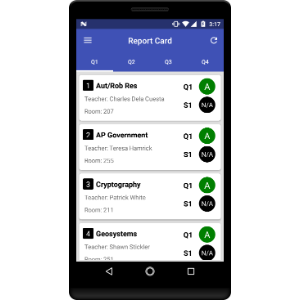 3:17
Report Card
Q1 Q2 Q3 Q4
1 Aut/Rob Res Q1 A
Teacher: Charles Dela Cuesta
Room: 207 S1 N/A
2 AP Government Q1 A
Teacher: Teresa Hamrick
Room: 255 S1 N/A
3 Cryptography Q1 A
Teacher: Patrick White
Room: 211 S1 N/A
4 Geosystems Q1 A
Teacher: Shawn Stickler
Room: 251 S1 N/A